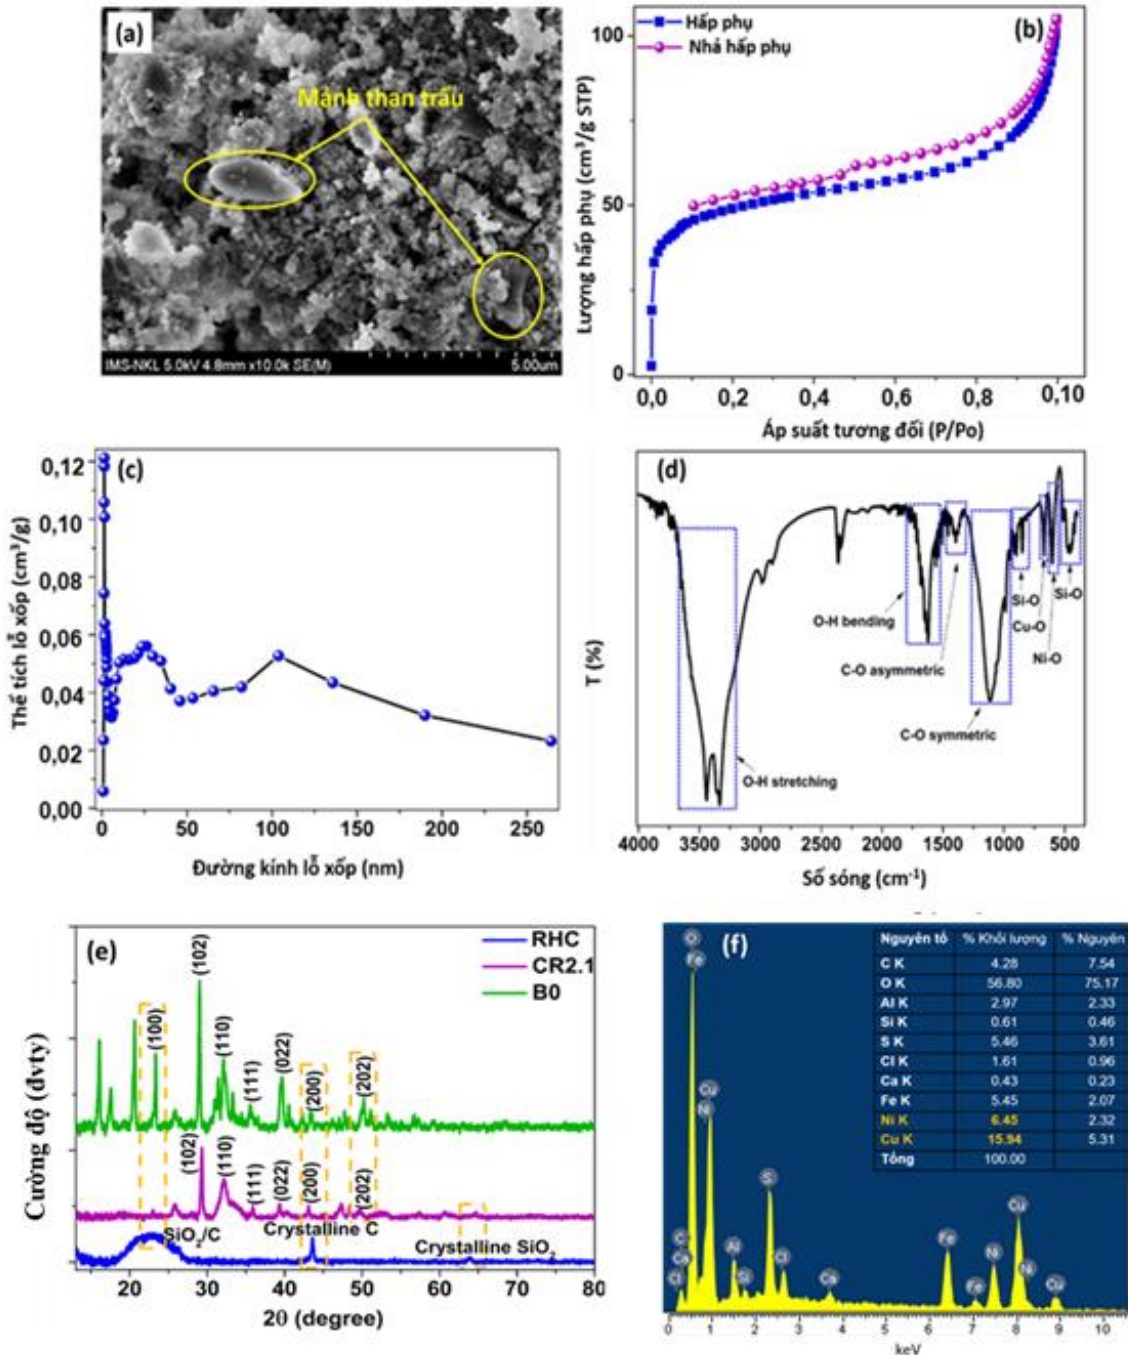 (a)
Mảnh than trấu
IMS-NKL 5.0kV 4.8mm x10.0k SE(M)
5.00um
(b)
Hấp phụ
Nhả hấp phụ
Lượng hấp phụ (cm³/g STP)
100
50
0
0,0
0,2
0,4
0,6
0,8
0,10
Áp suất tương đối (P/Po)
(c)
Thể tích lỗ xốp (cm³/g)
0,12
0,10
0,08
0,06
0,04
0,02
0,00
0
50
100
150
200
250
Đường kính lỗ xốp (nm)
(d)
T (%)
O-H bending
C-O asymmetric
C-O symmetric
O-H stretching
Si-O
Cu-O
Ni-O
Si-O
4000
3500
3000
2500
2000
1500
1000
500
Số sóng (cm⁻¹)
(e)
RHC
CR2.1
B0
Cường độ (đvty)
(100)
(102)
(110)
(111)
(022)
(200)
(202)
(102)
(110)
(111)
(022)
(200)
(202)
SiO₂/C
Crystalline C
Crystalline SiO₂
20
30
40
50
60
70
80
2θ (degree)
(f)
Nguyên tố % Khối lượng % Nguyên
C K 4.28 7.54
O K 56.80 75.17
Al K 2.97 2.33
Si K 0.61 0.46
S K 5.46 3.61
Cl K 1.61 0.96
Ca K 0.43 0.23
Fe K 5.45 2.07
Ni K 6.45 2.32
Cu K 15.94 5.31
Tổng 100.00
O
Fe
Cu
Ni
C
Ca
Cl
Al
Si
S
Cl
Ca
Fe
Fe
Ni
Cu
Ni
Cu
0
1
2
3
4
5
6
7
8
9
10
keV